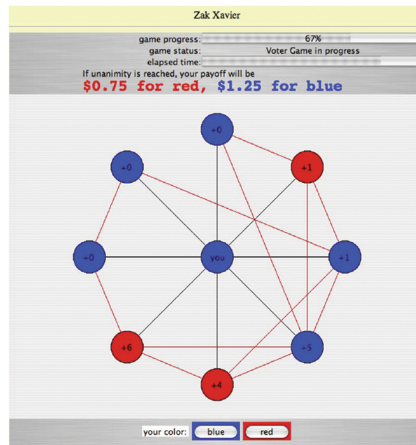 Zak Xavier
game progress: 67%
game status: Voter Game in progress
elapsed time:
If unanimity is reached, your payoff will be
$0.75 for red, $1.25 for blue
+0
+0
+1
+0
you
+1
+6
+5
+4
your color: blue red